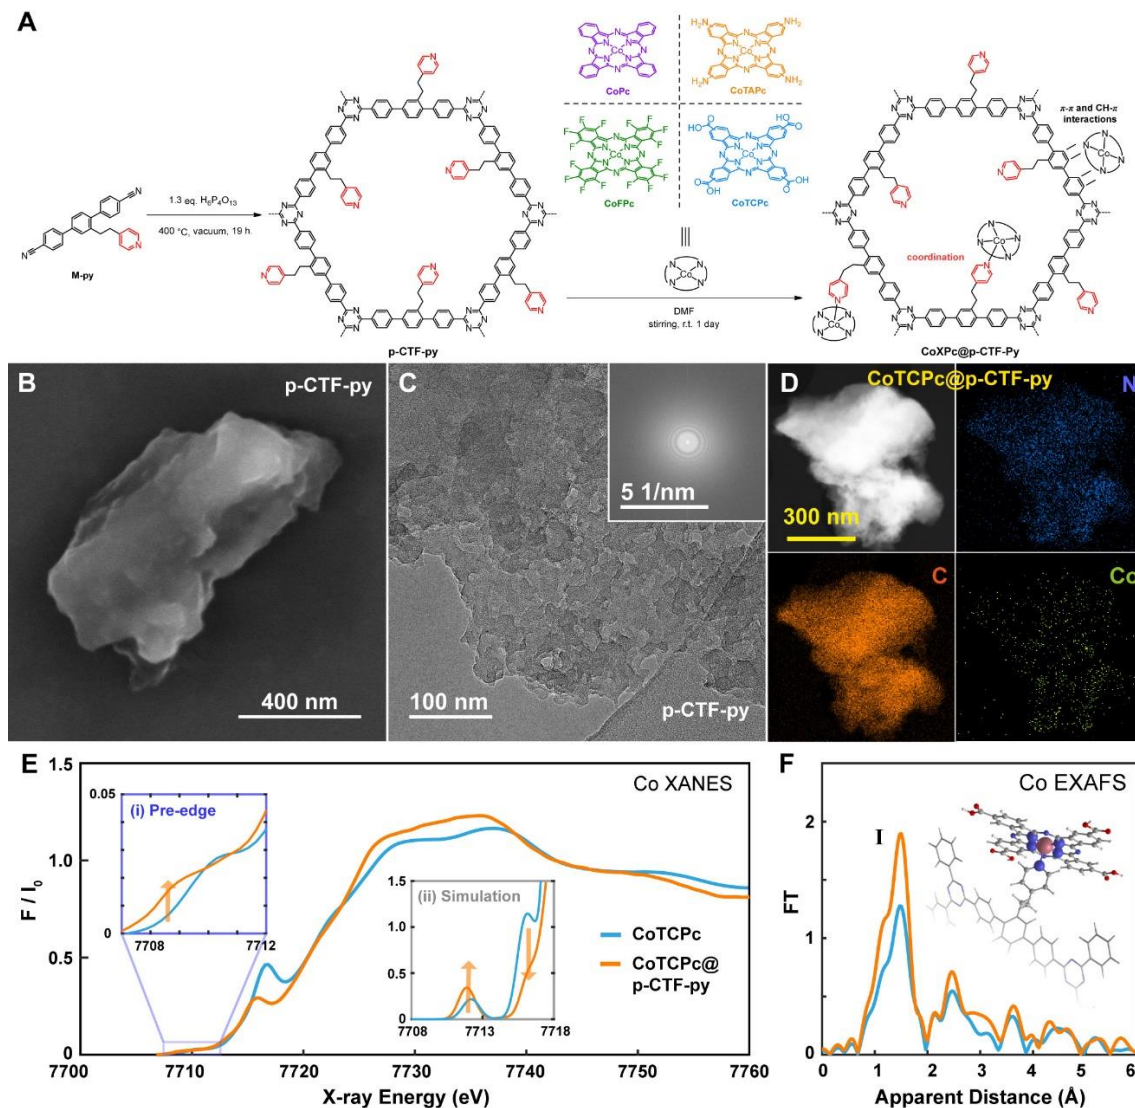 A
CoPc
H₂N
NH₂
H₂N
NH₂
CoTAPc
CoFPc
CoTCPc
M-py
1.3 eq. H₆P₄O₁₃
400 °C, vacuum, 19 h
p-CTF-py
DMF
stirring, r.t. 1 day
π-π and CH-π
interactions
coordination
CoXPc@p-CTF-Py
B
p-CTF-py
400 nm
C
5 1/nm
100 nm
p-CTF-py
D
CoTCPc@p-CTF-py
N
300 nm
C
Co
E
Co XANES
F / I₀
1.5
1.0
0.5
0
7700
7710
7720
7730
7740
7750
7760
X-ray Energy (eV)
(i) Pre-edge
0.05
0
7708
7712
(ii) Simulation
1.5
1.0
0.5
0
7708
7713
7718
CoTCPc
CoTCPc@
p-CTF-py
F
Co EXAFS
I
FT
2
1
0
0
1
2
3
4
5
6
Apparent Distance (Å)